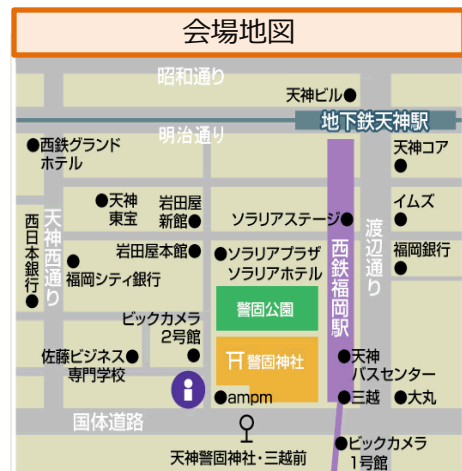 会場地図
昭和通り
天神ビル
地下鉄天神駅
明治通り
西鉄グランド
ホテル
天神コア
天神
東宝
岩田屋
新館
ソラリアステージ
イムズ
天神西通り
西日本銀行
渡辺通り
西鉄福岡駅
岩田屋本館
ソラリアプラザ
ソラリアホテル
福岡銀行
福岡シティ銀行
警固公園
ビックカメラ
2号館
佐藤ビジネス
専門学校
警固神社
天神
バスセンター
i
ampm
三越
大丸
国体道路
天神警固神社・三越前
ビックカメラ
1号館